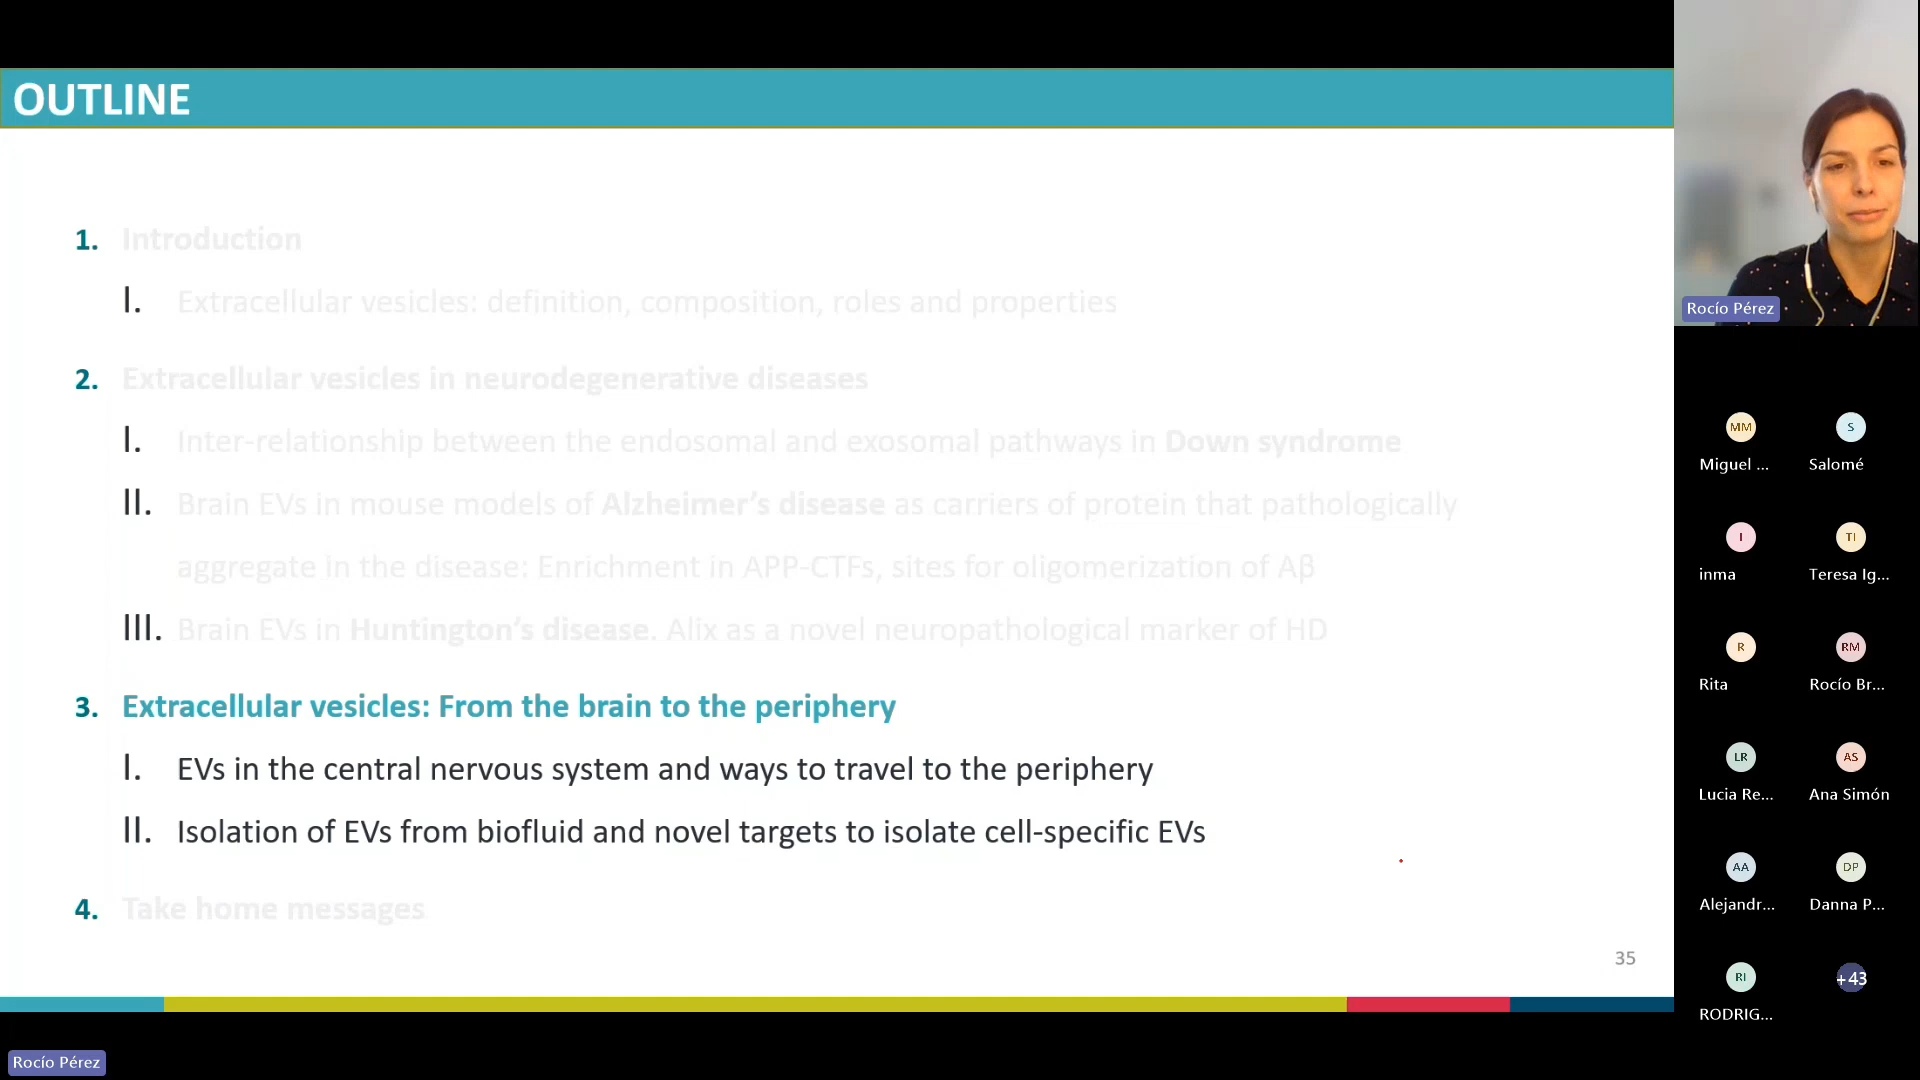 OUTLINE
1. Introduction
I. Extracellular vesicles: definition, composition, roles and properties
2. Extracellular vesicles in neurodegenerative diseases
I. Inter-relationship between the endosomal and exosomal pathways in Down syndrome
II. Brain EVs in mouse models of Alzheimer’s disease as carriers of protein that pathologically
aggregate in the disease: Enrichment in APP-CTFs, sites for oligomerization of Aβ
III. Brain EVs in Huntington’s disease. Alix as a novel neuropathological marker of HD
3. Extracellular vesicles: From the brain to the periphery
I. EVs in the central nervous system and ways to travel to the periphery
II. Isolation of EVs from biofluid and novel targets to isolate cell-specific EVs
4. Take home messages
35
Rocío Pérez
Rocío Pérez
MM
Miguel ...
S
Salomé
I
inma
TI
Teresa Ig...
R
Rita
RM
Rocío Br...
LR
Lucia Re...
AS
Ana Simón
AA
Alejandr...
DP
Danna P...
RI
RODRIG...
+43